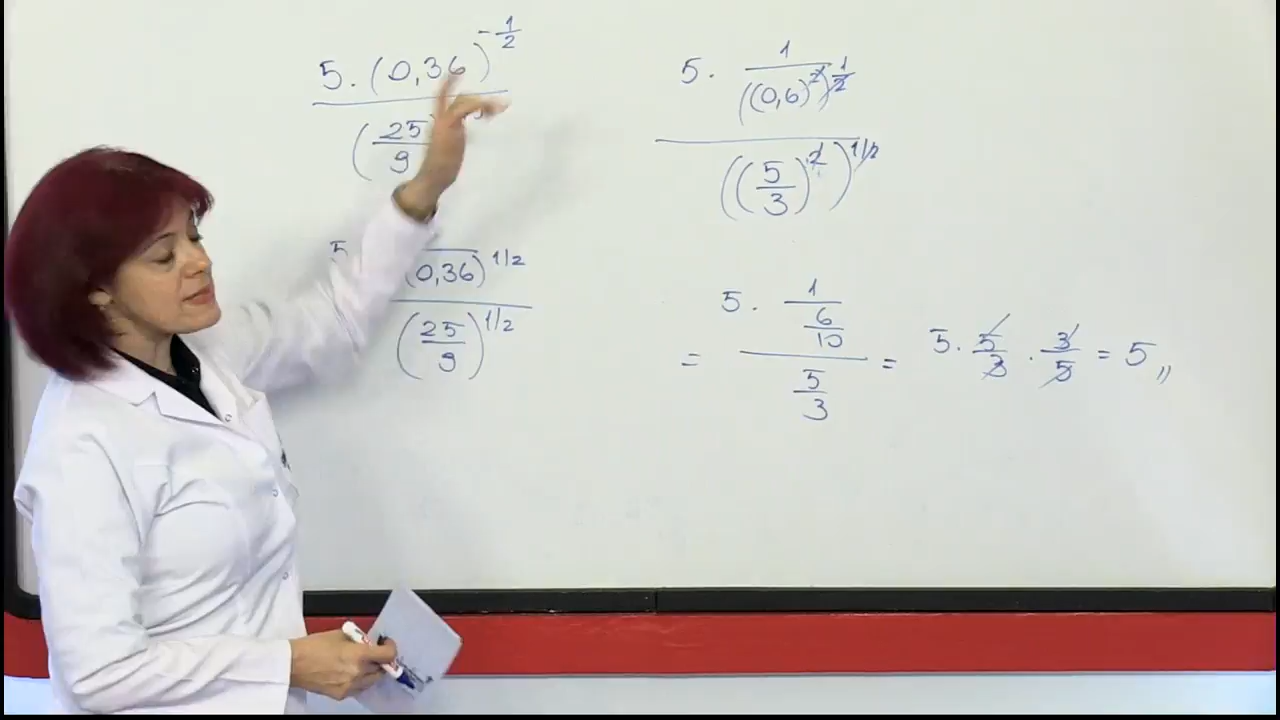 5 · (0,36)^(-1/2)
(25/9)
5
(0,36)^(1/2)
(25/9)^(1/2)
5 · 1/((0,6)^2)^(1/2)
((5/3)^2)^(1/2)
= (5 · 1/(6/10))/(5/3) = 5 · 5/3 · 3/5 = 5,,